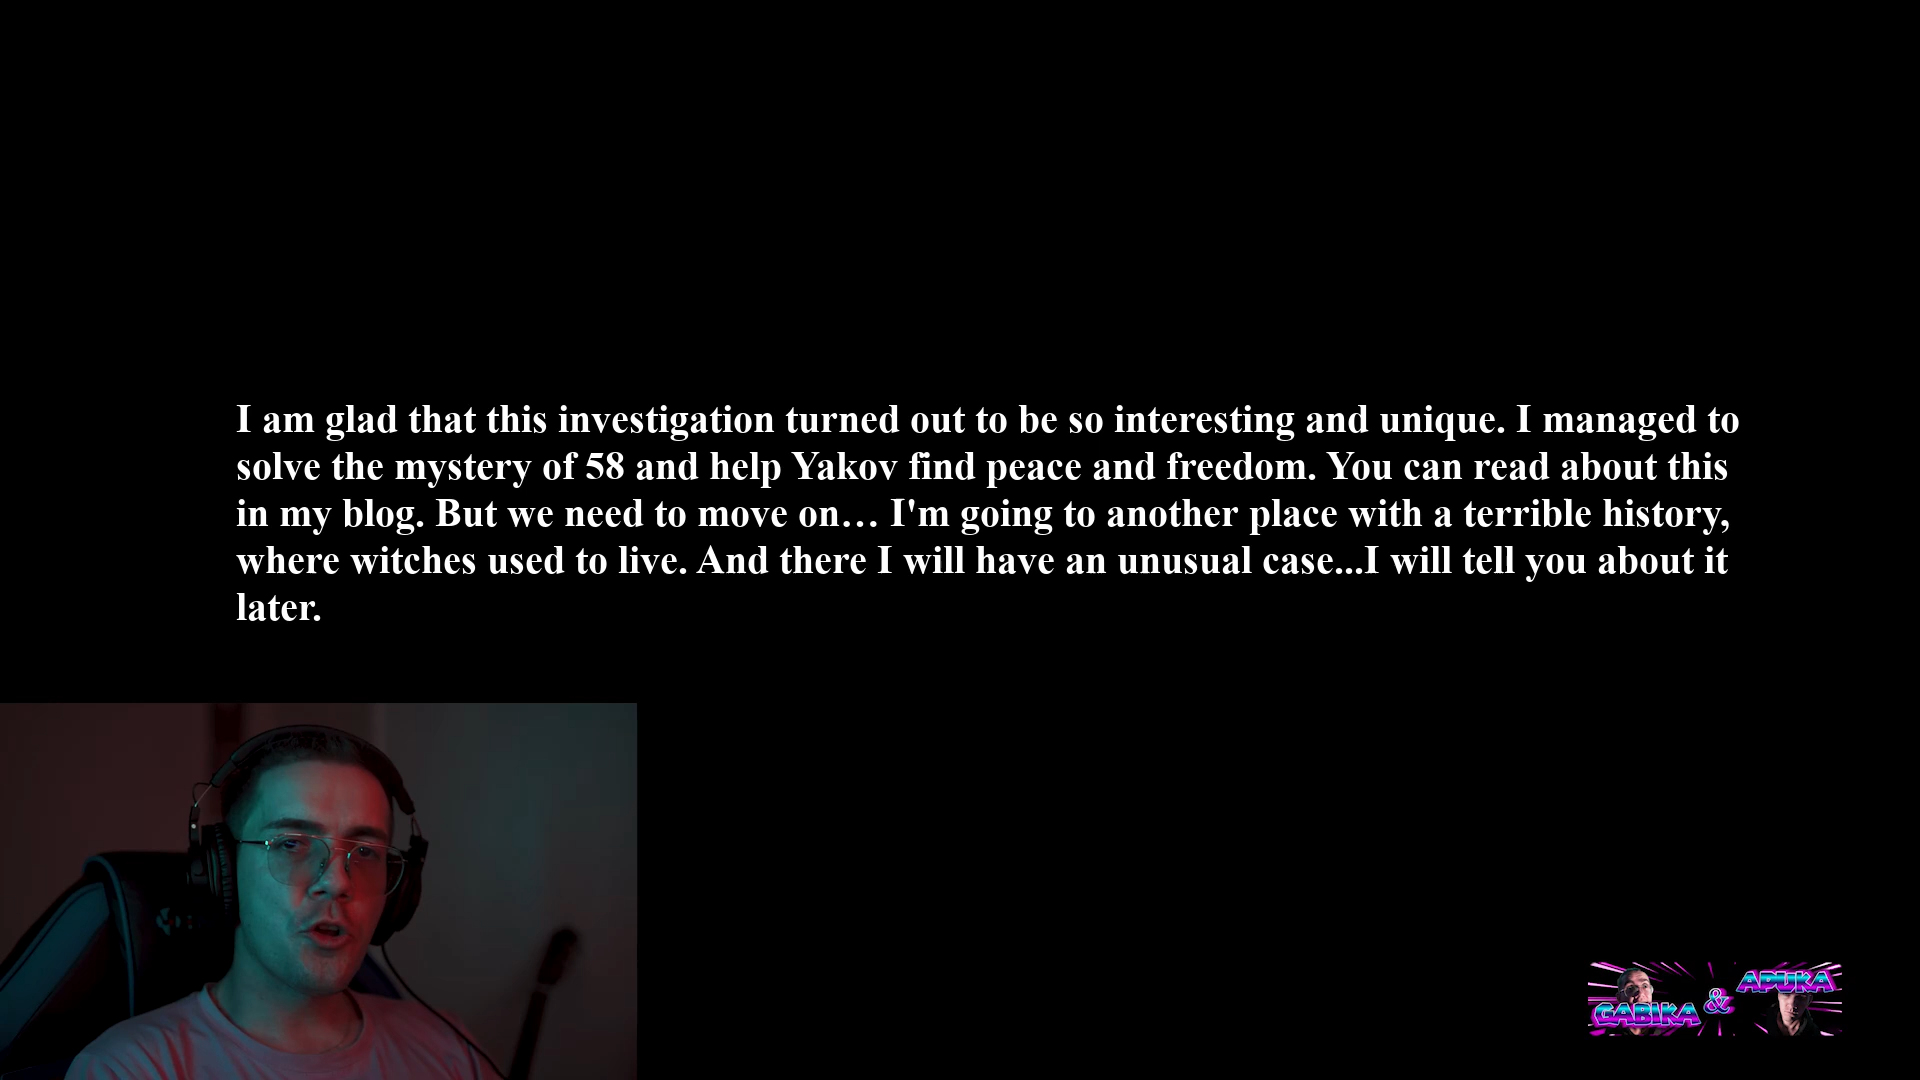 I am glad that this investigation turned out to be so interesting and unique. I managed to
solve the mystery of 58 and help Yakov find peace and freedom. You can read about this
in my blog. But we need to move on… I'm going to another place with a terrible history,
where witches used to live. And there I will have an unusual case...I will tell you about it
later.
APUKA
GABIKA &